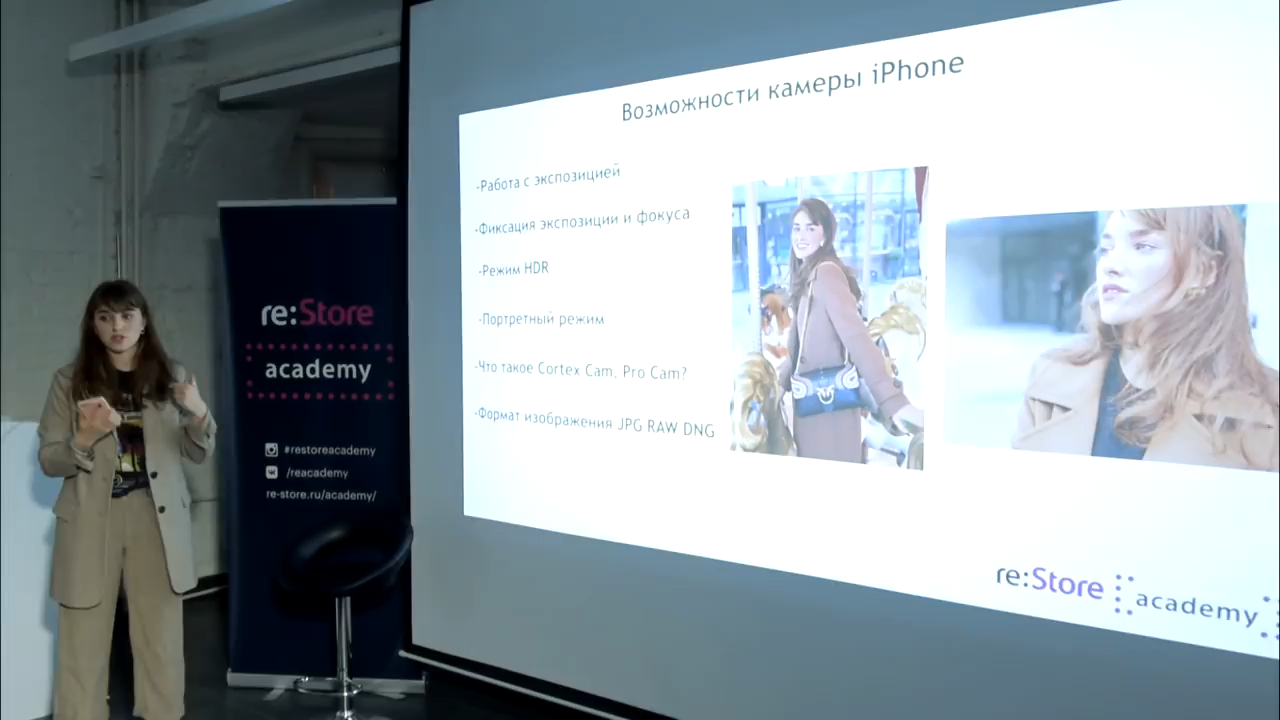 Возможности камеры iPhone
-Работа с экспозицией
-Фиксация экспозиции и фокуса
-Режим HDR
-Портретный режим
-Что такое Cortex Cam, Pro Cam?
-Формат изображения JPG RAW DNG
re:Store academy
re:Store
academy
#restoreacademy
/reacademy
re-store.ru/academy/